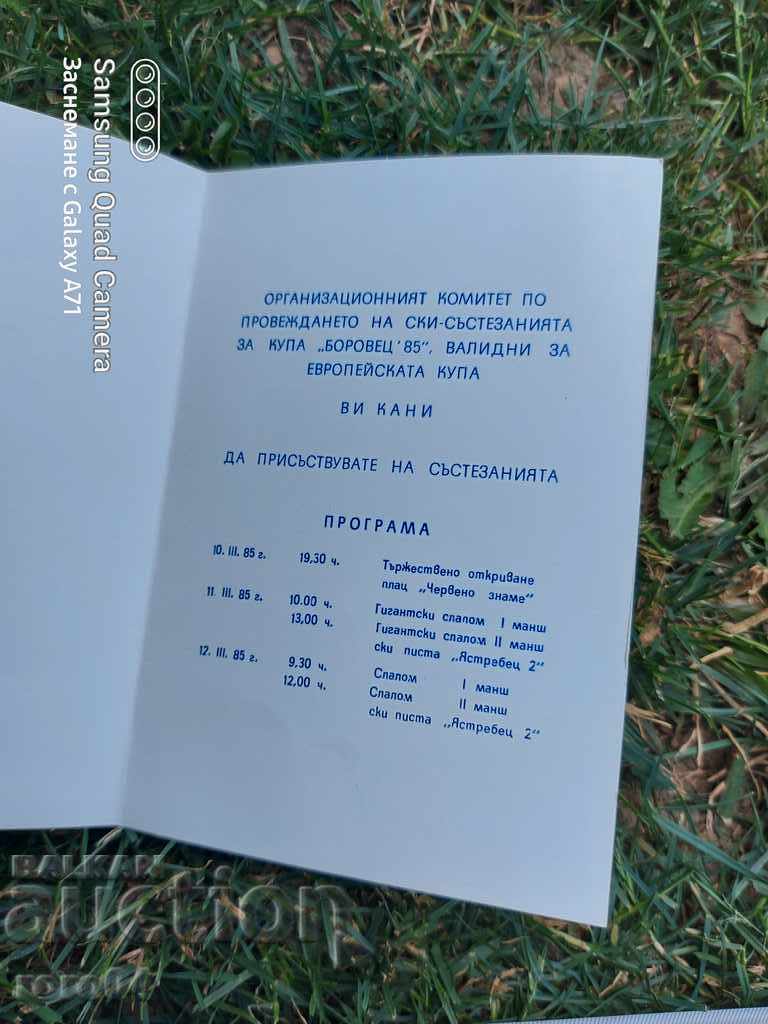 Samsung Quad Camera
Заснемане с Galaxy A71
ОРГАНИЗАЦИОННИЯТ КОМИТЕТ ПО
ПРОВЕЖДАНЕТО НА СКИ-СЪСТЕЗАНИЯТА
ЗА КУПА „БОРОВЕЦ'85", ВАЛИДНИ ЗА
ЕВРОПЕЙСКАТА КУПА
ВИ КАНИ
ДА ПРИСЪСТВУВАТЕ НА СЪСТЕЗАНИЯТА
ПРОГРАМА
10. III. 85 г. 19,30 ч. Тържествено откриване
плац „Червено знаме"
11. III. 85 г. 10.00 ч. Гигантски слалом I манш
13,00 ч. Гигантски слалом II манш
ски писта „Ястребец 2"
12. III. 85 г. 9,30 ч. Слалом I манш
12,00 ч. Слалом II манш
ски писта „Ястребец 2"
BALKAN
auction